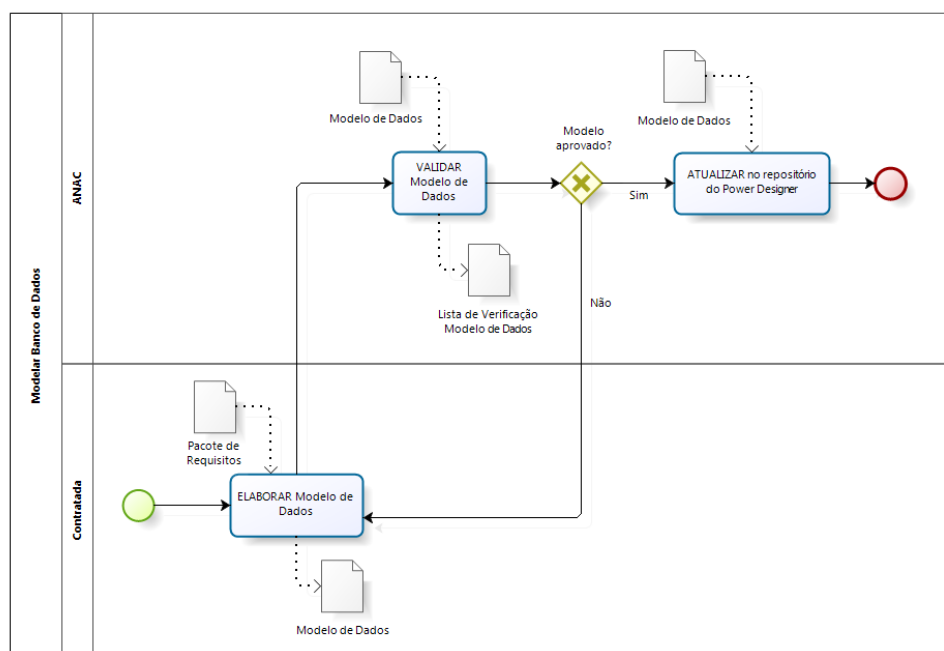 Modelar Banco de Dados
ANAC
Modelo de Dados
Modelo de Dados
Modelo
aprovado?
VALIDAR
Modelo de
Dados
ATUALIZAR no repositório
do Power Designer
Sim
Lista de Verificação
Modelo de Dados
Não
Contratada
Pacote de
Requisitos
ELABORAR Modelo de
Dados
Modelo de Dados